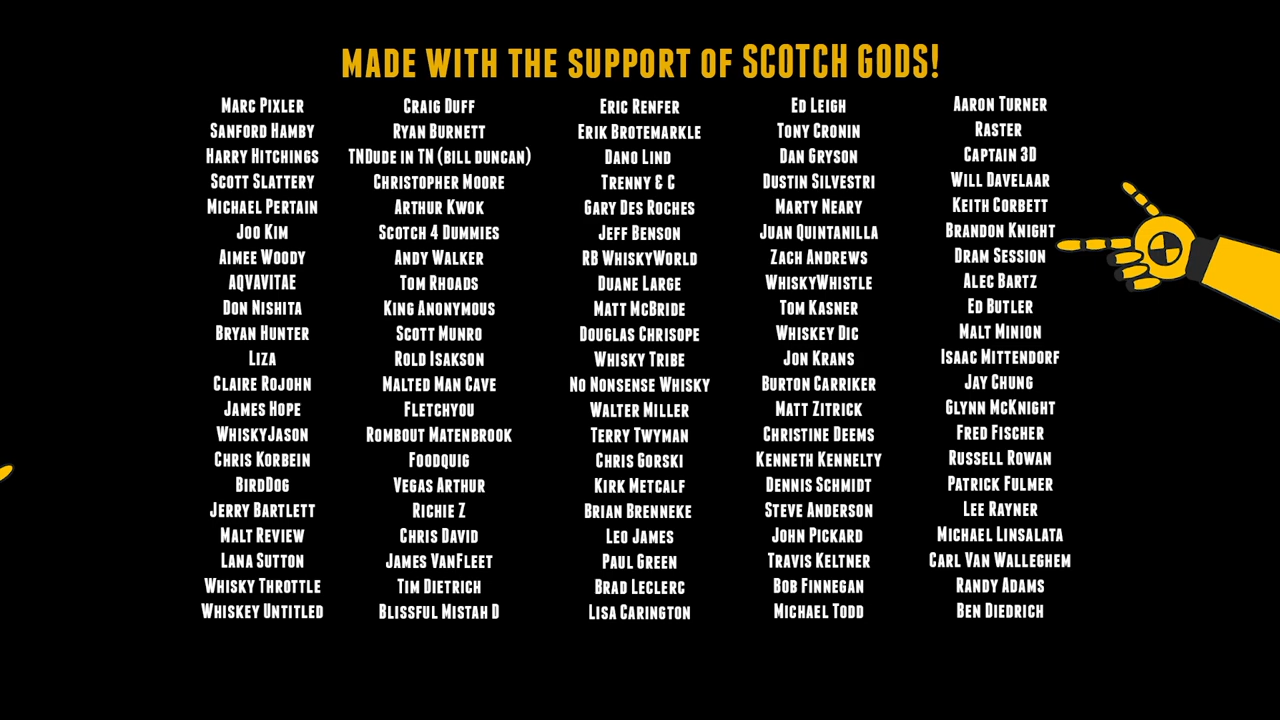 MADE WITH THE SUPPORT OF SCOTCH GODS!
MARC PIXLER
SANFORD HAMBY
HARRY HITCHINGS
SCOTT SLATTERY
MICHAEL PERTAIN
JOO KIM
AIMEE WOODY
AQVAVITAE
DON NISHITA
BRYAN HUNTER
LIZA
CLAIRE ROJOHN
JAMES HOPE
WHISKYJASON
CHRIS KORBEIN
BIRDDOG
JERRY BARTLETT
MALT REVIEW
LANA SUTTON
WHISKY THROTTLE
WHISKEY UNTITLED
CRAIG DUFF
RYAN BURNETT
TNDUDE IN TN (BILL DUNCAN)
CHRISTOPHER MOORE
ARTHUR KWOK
SCOTCH 4 DUMMIES
ANDY WALKER
TOM RHOADS
KING ANONYMOUS
SCOTT MUNRO
ROLD ISAKSON
MALTED MAN CAVE
FLETCHYOU
ROMBOUT MATENBROOK
FOODQUIG
VEGAS ARTHUR
RICHIE Z
CHRIS DAVID
JAMES VANFLEET
TIM DIETRICH
BLISSFUL MISTAH D
ERIC RENFER
ERIK BROTEMARKLE
DANO LIND
TRENNY & C
GARY DES ROCHES
JEFF BENSON
RB WHISKYWORLD
DUANE LARGE
MATT MCBRIDE
DOUGLAS CHRISOPE
WHISKY TRIBE
NO NONSENSE WHISKY
WALTER MILLER
TERRY TWYMAN
CHRIS GORSKI
KIRK METCALF
BRIAN BRENNEKE
LEO JAMES
PAUL GREEN
BRAD LECLERC
LISA CARINGTON
ED LEIGH
TONY CRONIN
DAN GRYSON
DUSTIN SILVESTRI
MARTY NEARY
JUAN QUINTANILLA
ZACH ANDREWS
WHISKYWHISTLE
TOM KASNER
WHISKEY DIC
JON KRANS
BURTON CARRIKER
MATT ZITRICK
CHRISTINE DEEMS
KENNETH KENNELTY
DENNIS SCHMIDT
STEVE ANDERSON
JOHN PICKARD
TRAVIS KELTNER
BOB FINNEGAN
MICHAEL TODD
AARON TURNER
RASTER
CAPTAIN 3D
WILL DAVELAAR
KEITH CORBETT
BRANDON KNIGHT
DRAM SESSION
ALEC BARTZ
ED BUTLER
MALT MINION
ISAAC MITTENDORF
JAY CHUNG
GLYNN MCKNIGHT
FRED FISCHER
RUSSELL ROWAN
PATRICK FULMER
LEE RAYNER
MICHAEL LINSALATA
CARL VAN WALLEGHEM
RANDY ADAMS
BEN DIEDRICH